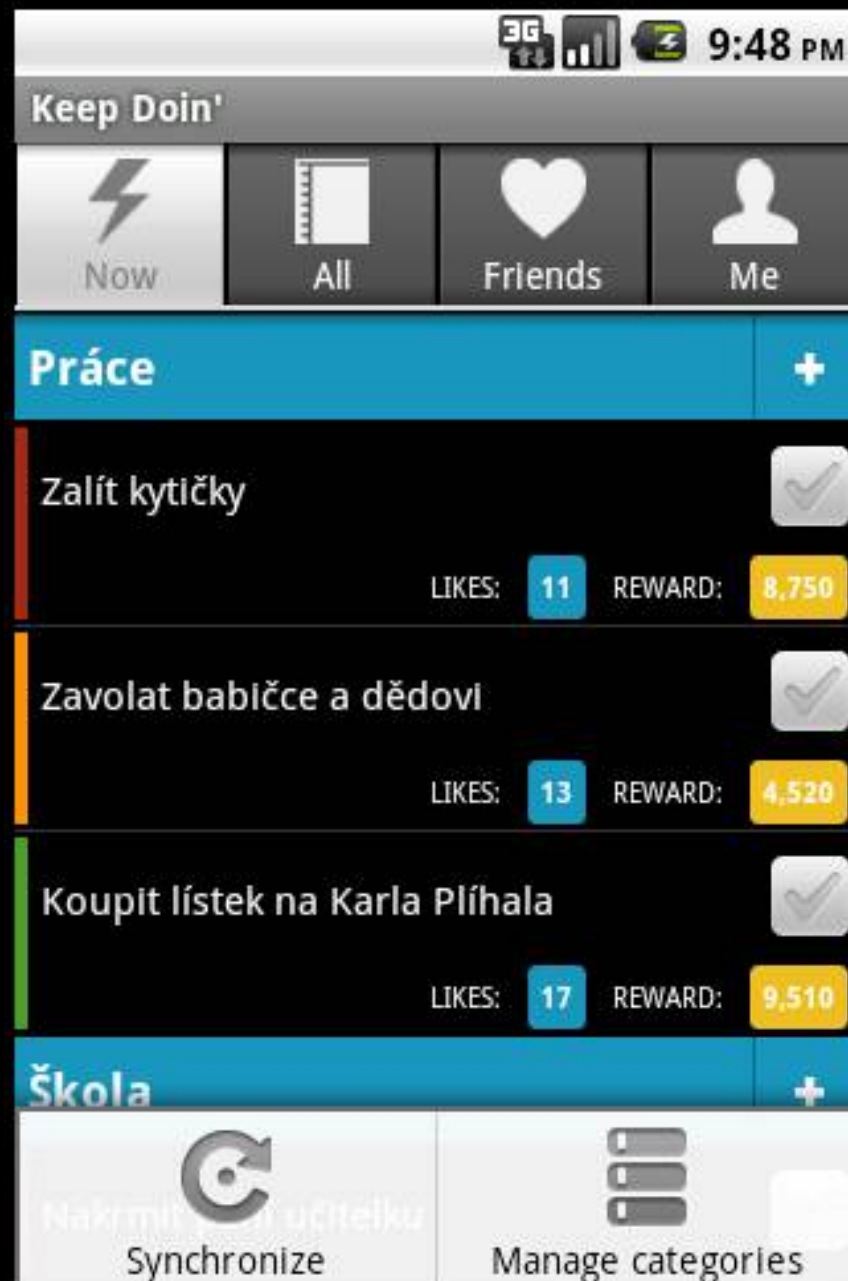 9:48 PM
Keep Doin'
Now All Friends Me
Práce
Zalít kytičky
LIKES: 11 REWARD: 8,750
Zavolat babičce a dědovi
LIKES: 13 REWARD: 4,520
Koupit lístek na Karla Plíhala
LIKES: 17 REWARD: 9,510
Škola
Nakrmit učitelku
Synchronize Manage categories